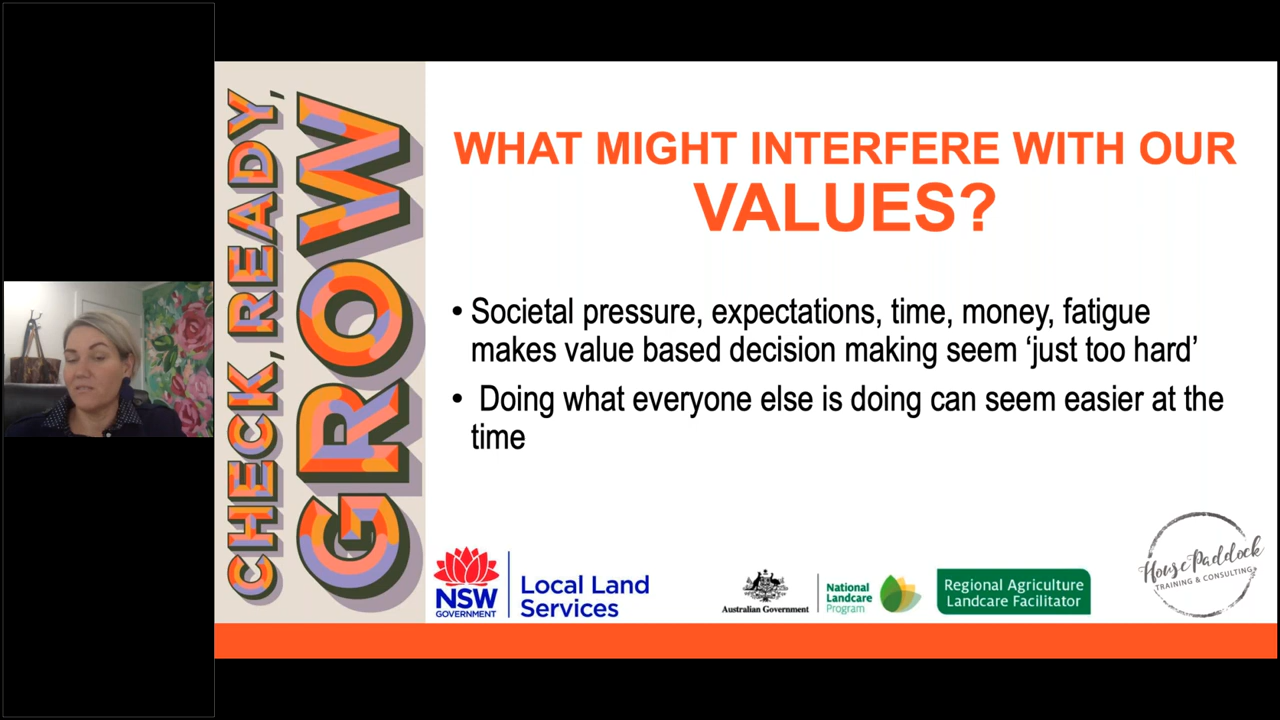 CHECK, READY,
GROW
WHAT MIGHT INTERFERE WITH OUR
VALUES?
• Societal pressure, expectations, time, money, fatigue
makes value based decision making seem ‘just too hard’
• Doing what everyone else is doing can seem easier at the
time
NSW
GOVERNMENT
Local Land
Services
Australian Government
National
Landcare
Program
Regional Agriculture
Landcare Facilitator
House Paddock
TRAINING & CONSULTING